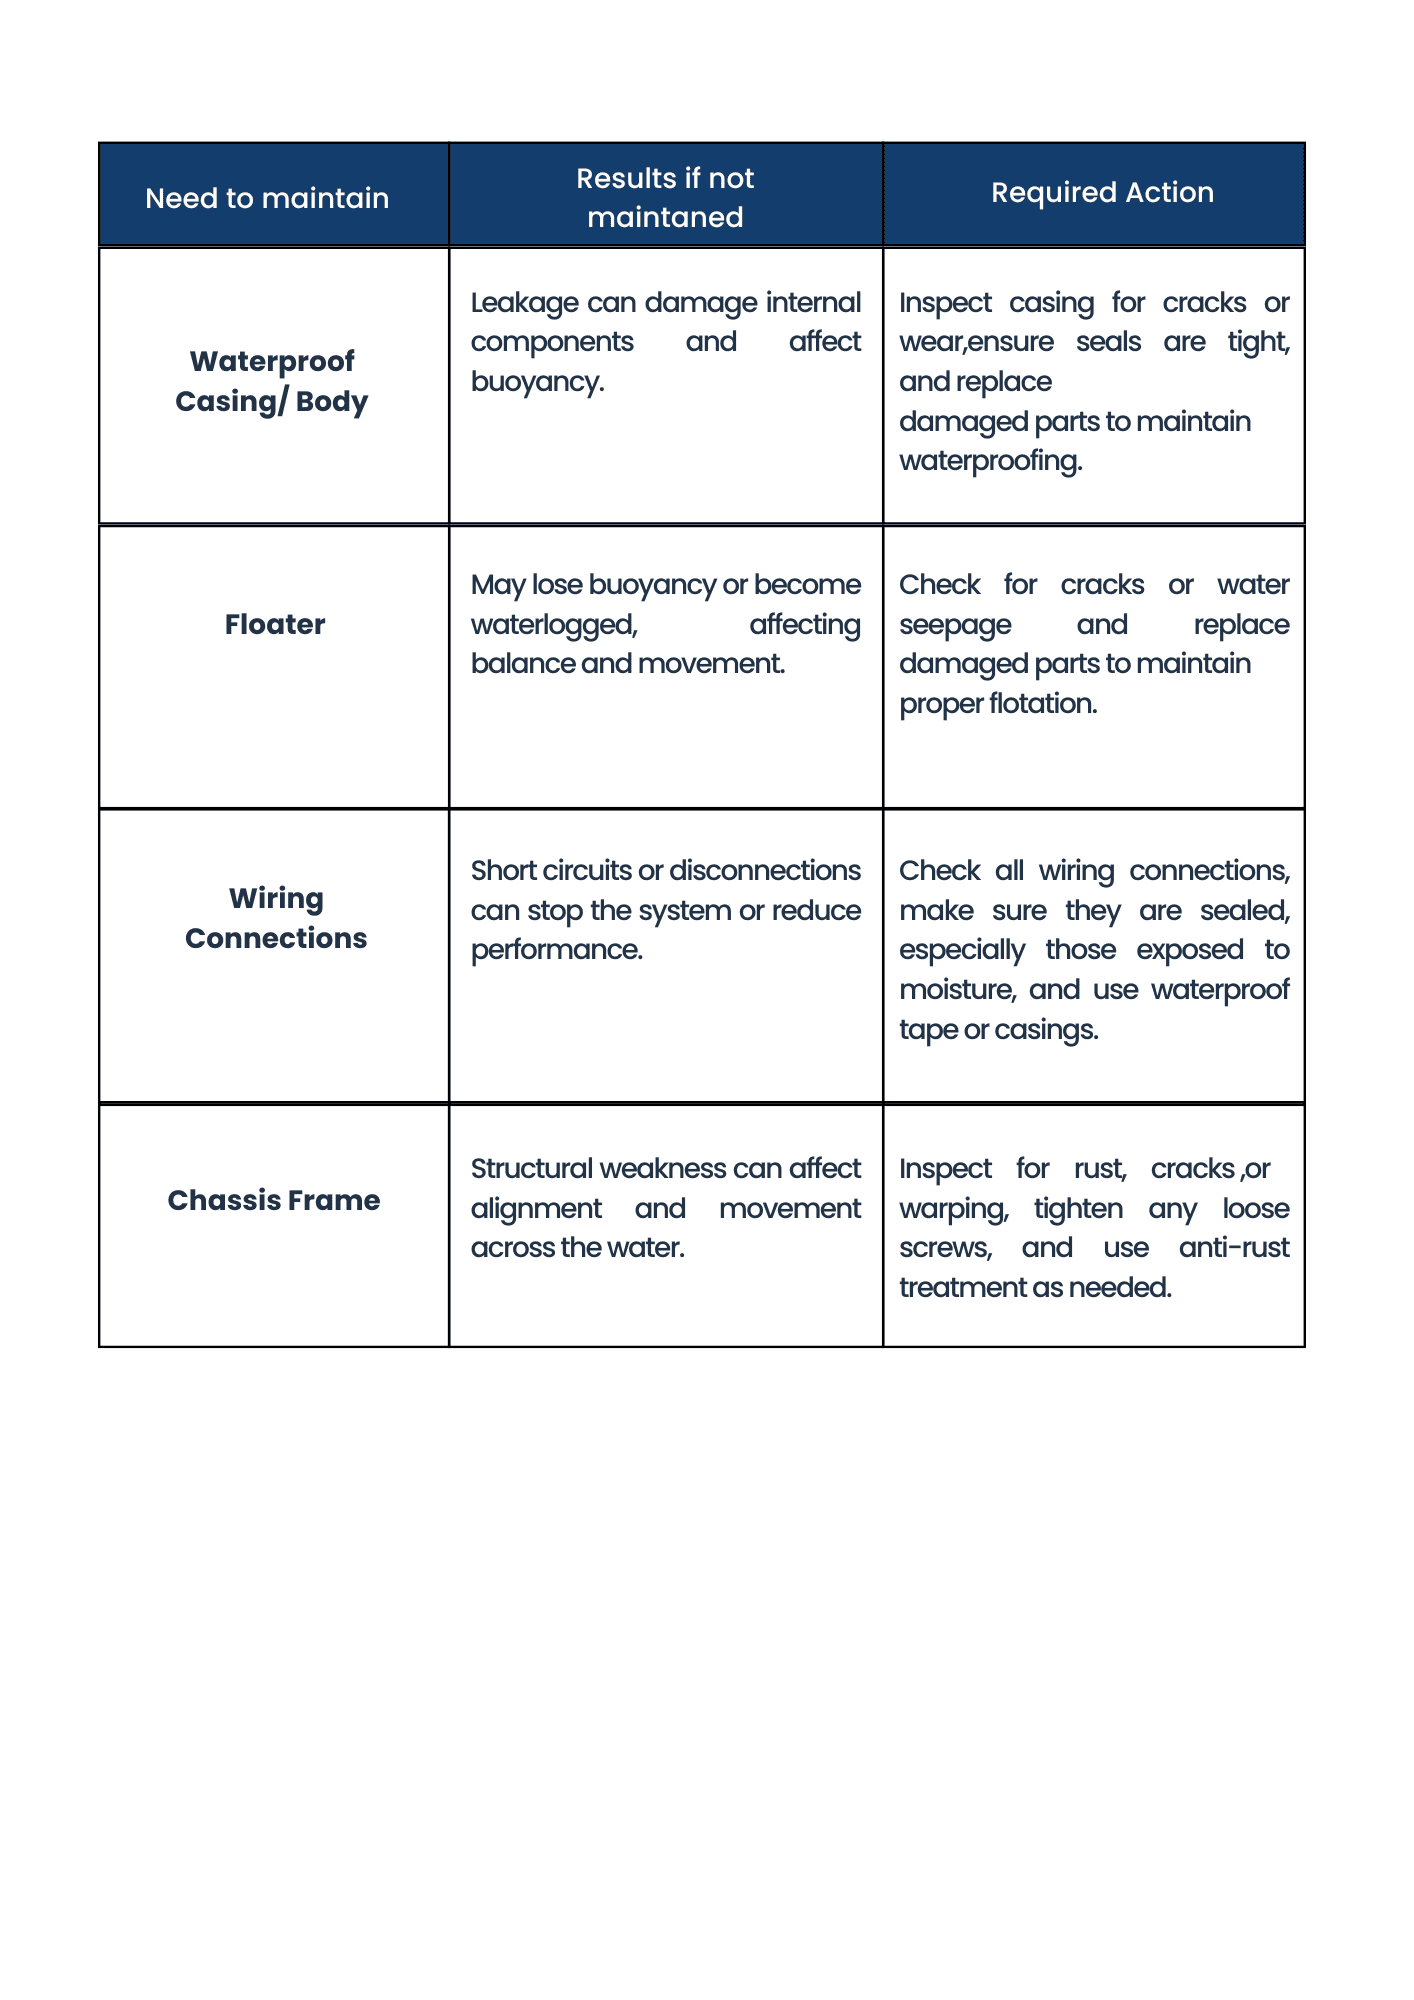 Need to maintain
Results if not
maintaned
Required Action
Waterproof
Casing/ Body
Leakage can damage internal
components and affect
buoyancy.
Inspect casing for cracks or
wear,ensure seals are tight,
and replace
damaged parts to maintain
waterproofing.
Floater
May lose buoyancy or become
waterlogged, affecting
balance and movement.
Check for cracks or water
seepage and replace
damaged parts to maintain
proper flotation.
Wiring
Connections
Short circuits or disconnections
can stop the system or reduce
performance.
Check all wiring connections,
make sure they are sealed,
especially those exposed to
moisture, and use waterproof
tape or casings.
Chassis Frame
Structural weakness can affect
alignment and movement
across the water.
Inspect for rust, cracks ,or
warping, tighten any loose
screws, and use anti-rust
treatment as needed.